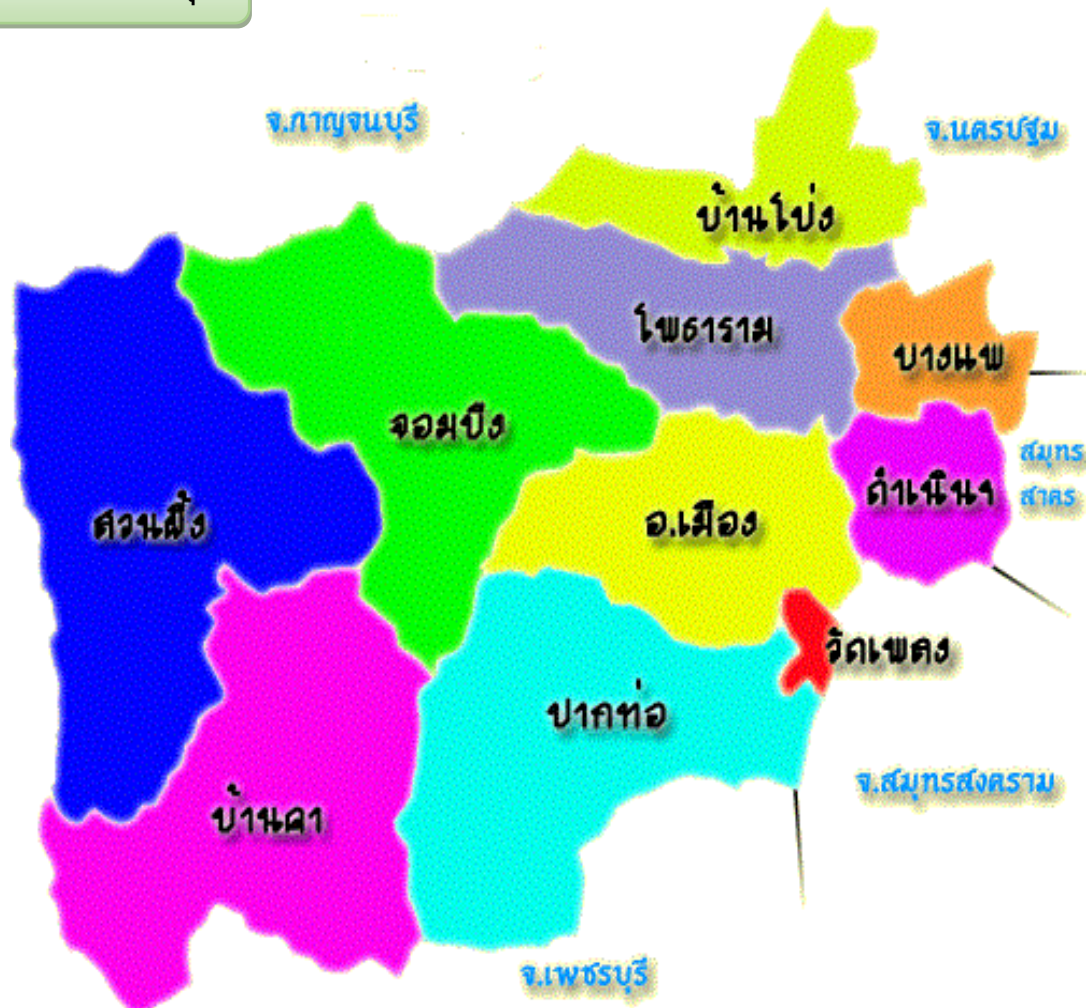 จ.กาญจนบุรี
จ.นครปฐม
บ้านโป่ง
โพธาราม
บางแพ
จอมบึง
สมุทร
สาคร
ดำเนินฯ
อ.เมือง
สวนผึ้ง
วัดเพลง
ปากท่อ
จ.สมุทรสงคราม
บ้านคา
จ.เพชรบุรี